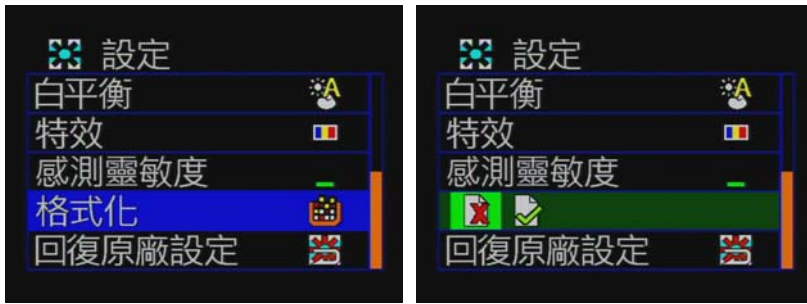 設定
白平衡
特效
感測靈敏度
格式化
回復原廠設定
設定
白平衡
特效
感測靈敏度
回復原廠設定